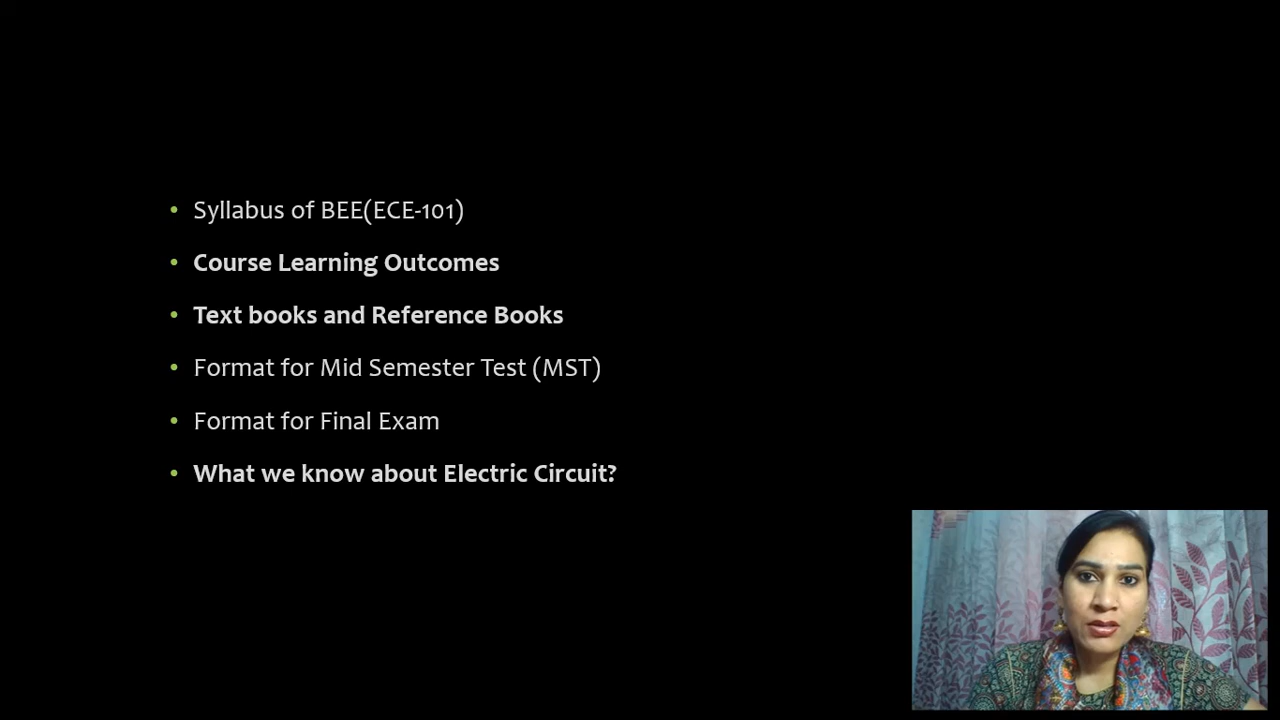 • Syllabus of BEE(ECE-101)
• Course Learning Outcomes
• Text books and Reference Books
• Format for Mid Semester Test (MST)
• Format for Final Exam
• What we know about Electric Circuit?